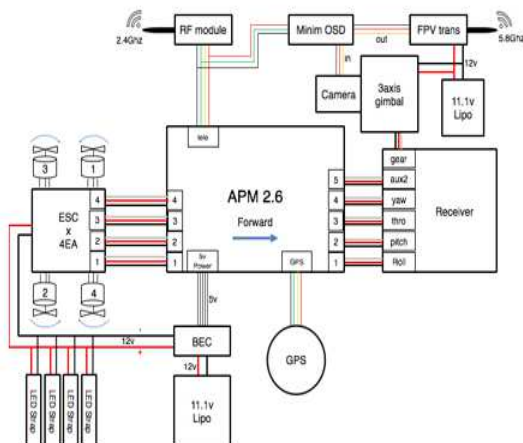 RF module
Minim OSD
FPV trans
2.4Ghz
out
5.8Ghz
in
12v
Camera
3axis
gimbal
11.1v
Lipo
tele
gear
3
1
APM 2.6
5
aux2
ESC
x
4EA
4
4
4
yaw
Receiver
3
3
Forward
3
thro
2
2
2
pitch
1
1
5v
Power
GPS
1
Roll
2
4
5v
12v
BEC
GPS
12v
LED Strap
LED Strap
LED Strap
LED Strap
11.1v
Lipo